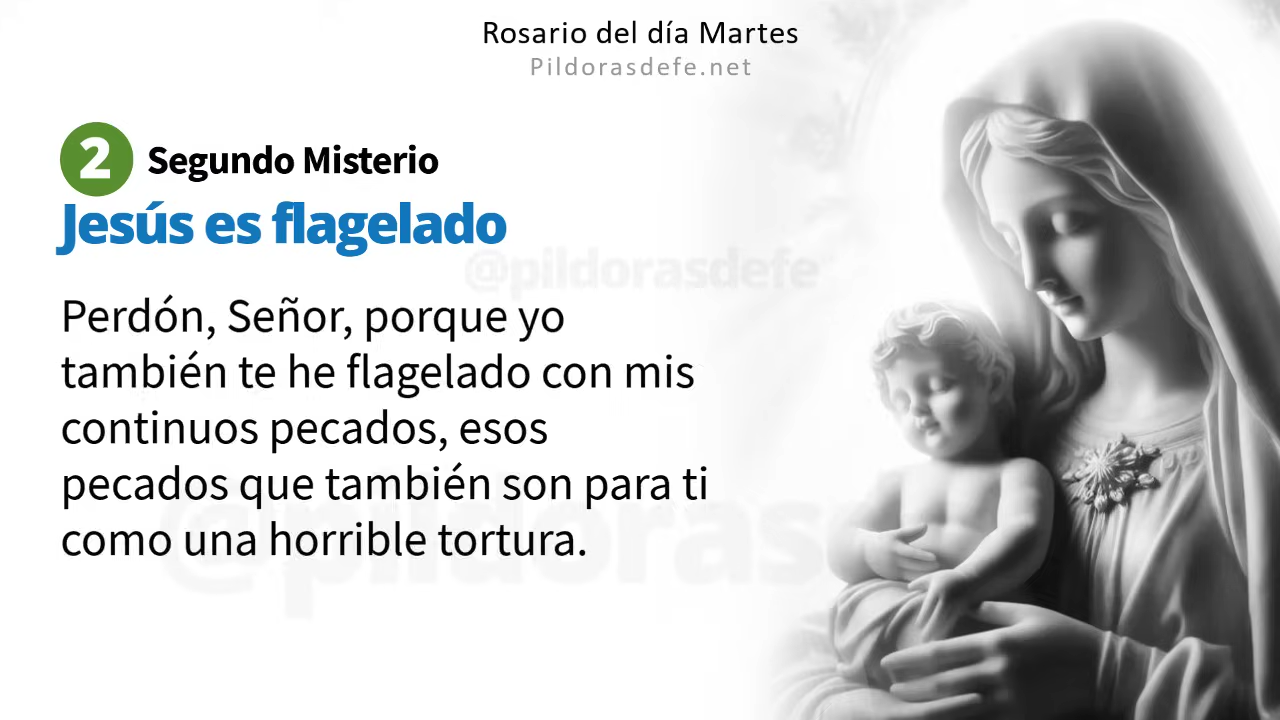 Rosario del día Martes
Pildorasdefe.net
2 Segundo Misterio
Jesús es flagelado
@pildorasdefe
Perdón, Señor, porque yo
también te he flagelado con mis
continuos pecados, esos
pecados que también son para ti
como una horrible tortura.
@pildoras